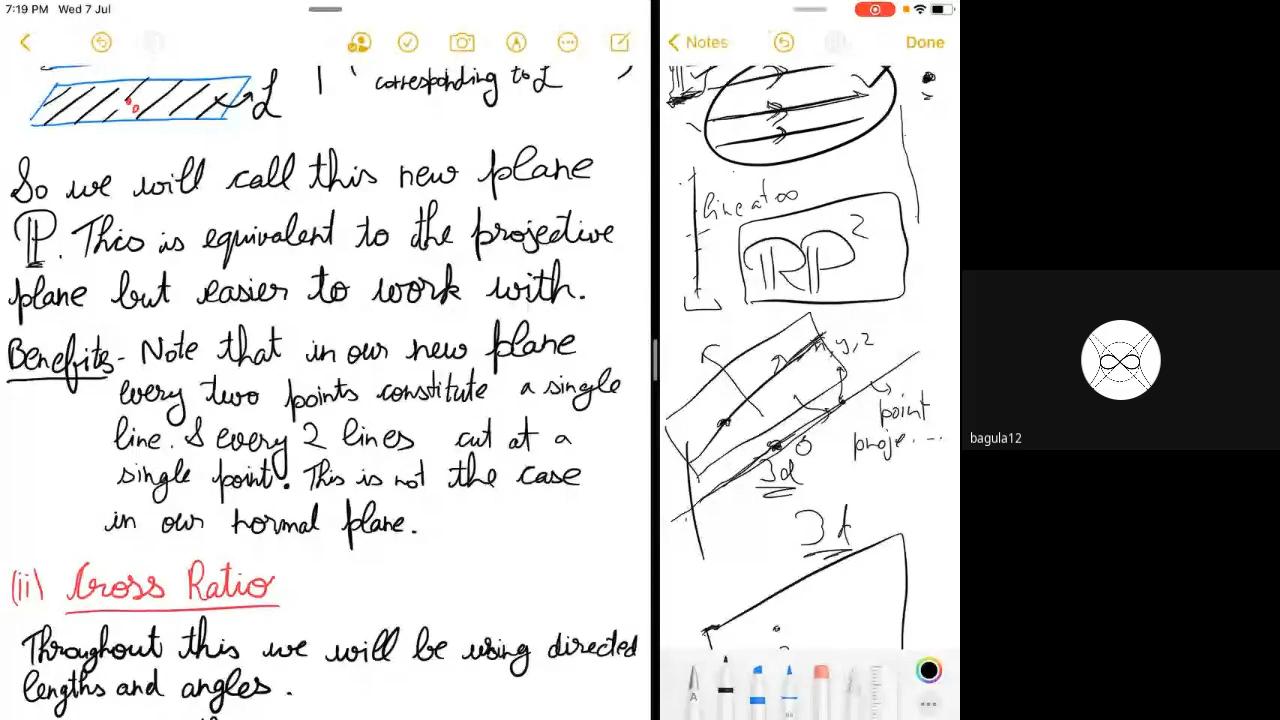 7:19 PM Wed 7 Jul
corresponding to L
L
So we will call this new plane
P. This is equivalent to the projective
plane but easier to work with.
Benefits - Note that in our new plane
every two points constitute a single
line. & every 2 lines cut at a
single point. This is not the case
in our normal plane.
(ii) Cross Ratio
Throughout this we will be using directed
lengths and angles.
Notes
Done
line at ∞
RP²
y, z
point
proje....
3d
A
bagula12